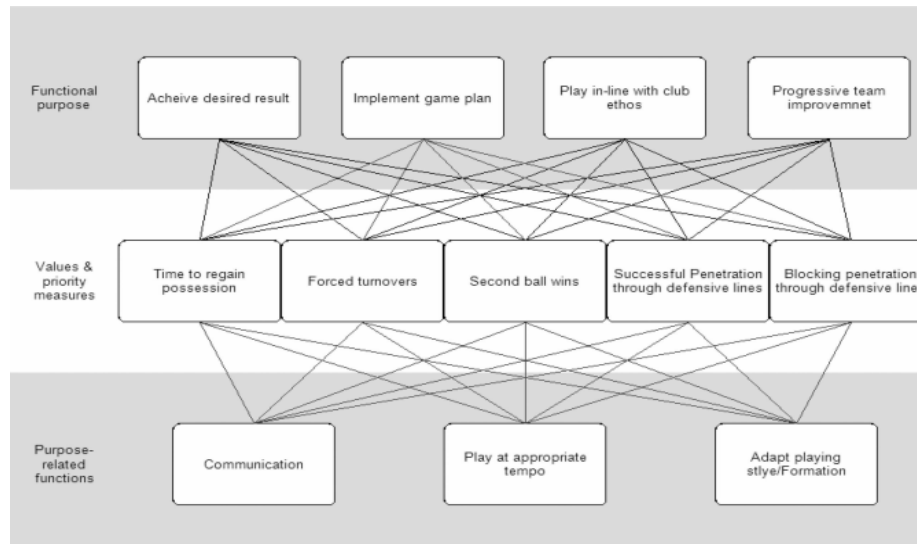 Functional
purpose
Acheive desired result
Implement game plan
Play in-line with club
ethos
Progressive team
improvemnet
Values &
priority
measures
Time to regain
possession
Forced turnovers
Second ball wins
Successful Penetration
through defensive lines
Blocking penetration
through defensive line
Purpose-
related
functions
Communication
Play at appropriate
tempo
Adapt playing
stlye/Formation